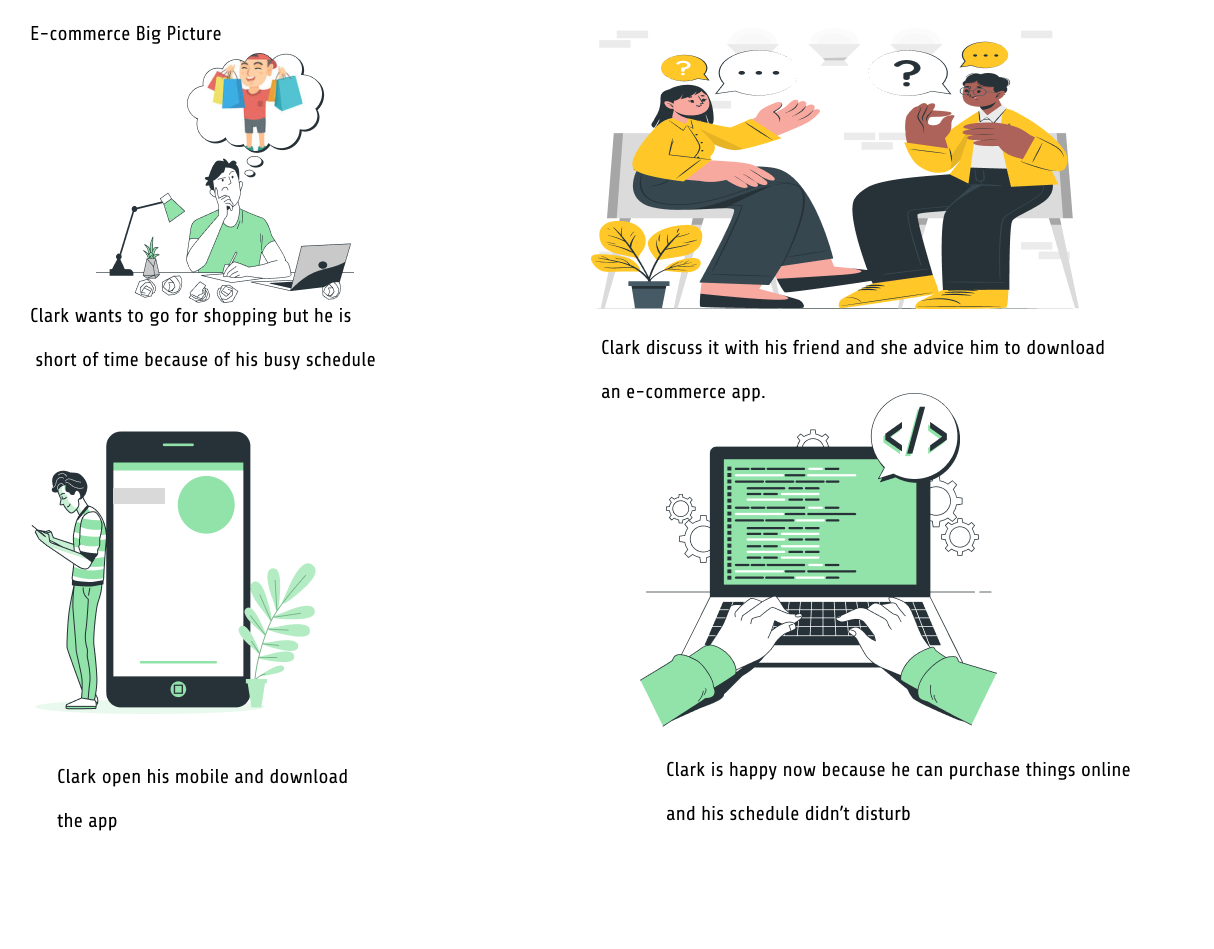 E-commerce Big Picture
Clark wants to go for shopping but he is
short of time because of his busy schedule
Clark discuss it with his friend and she advice him to download
an e-commerce app.
Clark open his mobile and download
the app
Clark is happy now because he can purchase things online
and his schedule didn’t disturb